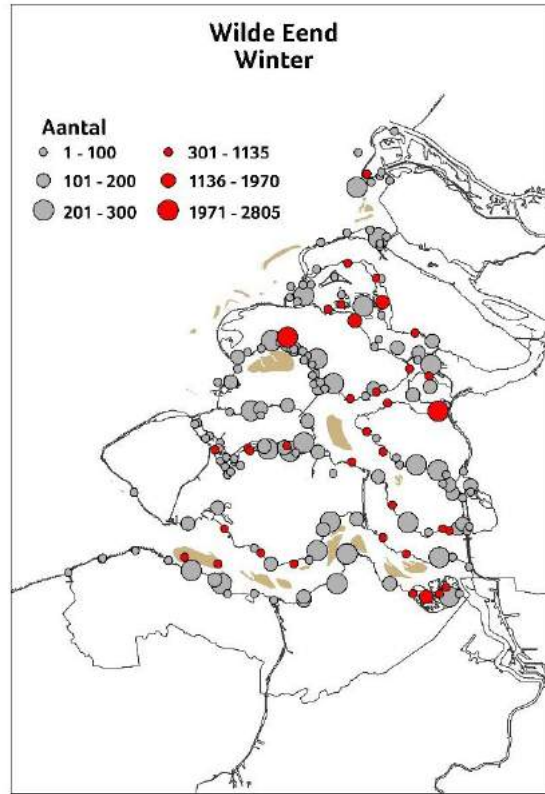 Wilde Eend
Winter
Aantal
1 - 100
301 - 1135
101 - 200
1136 - 1970
201 - 300
1971 - 2805